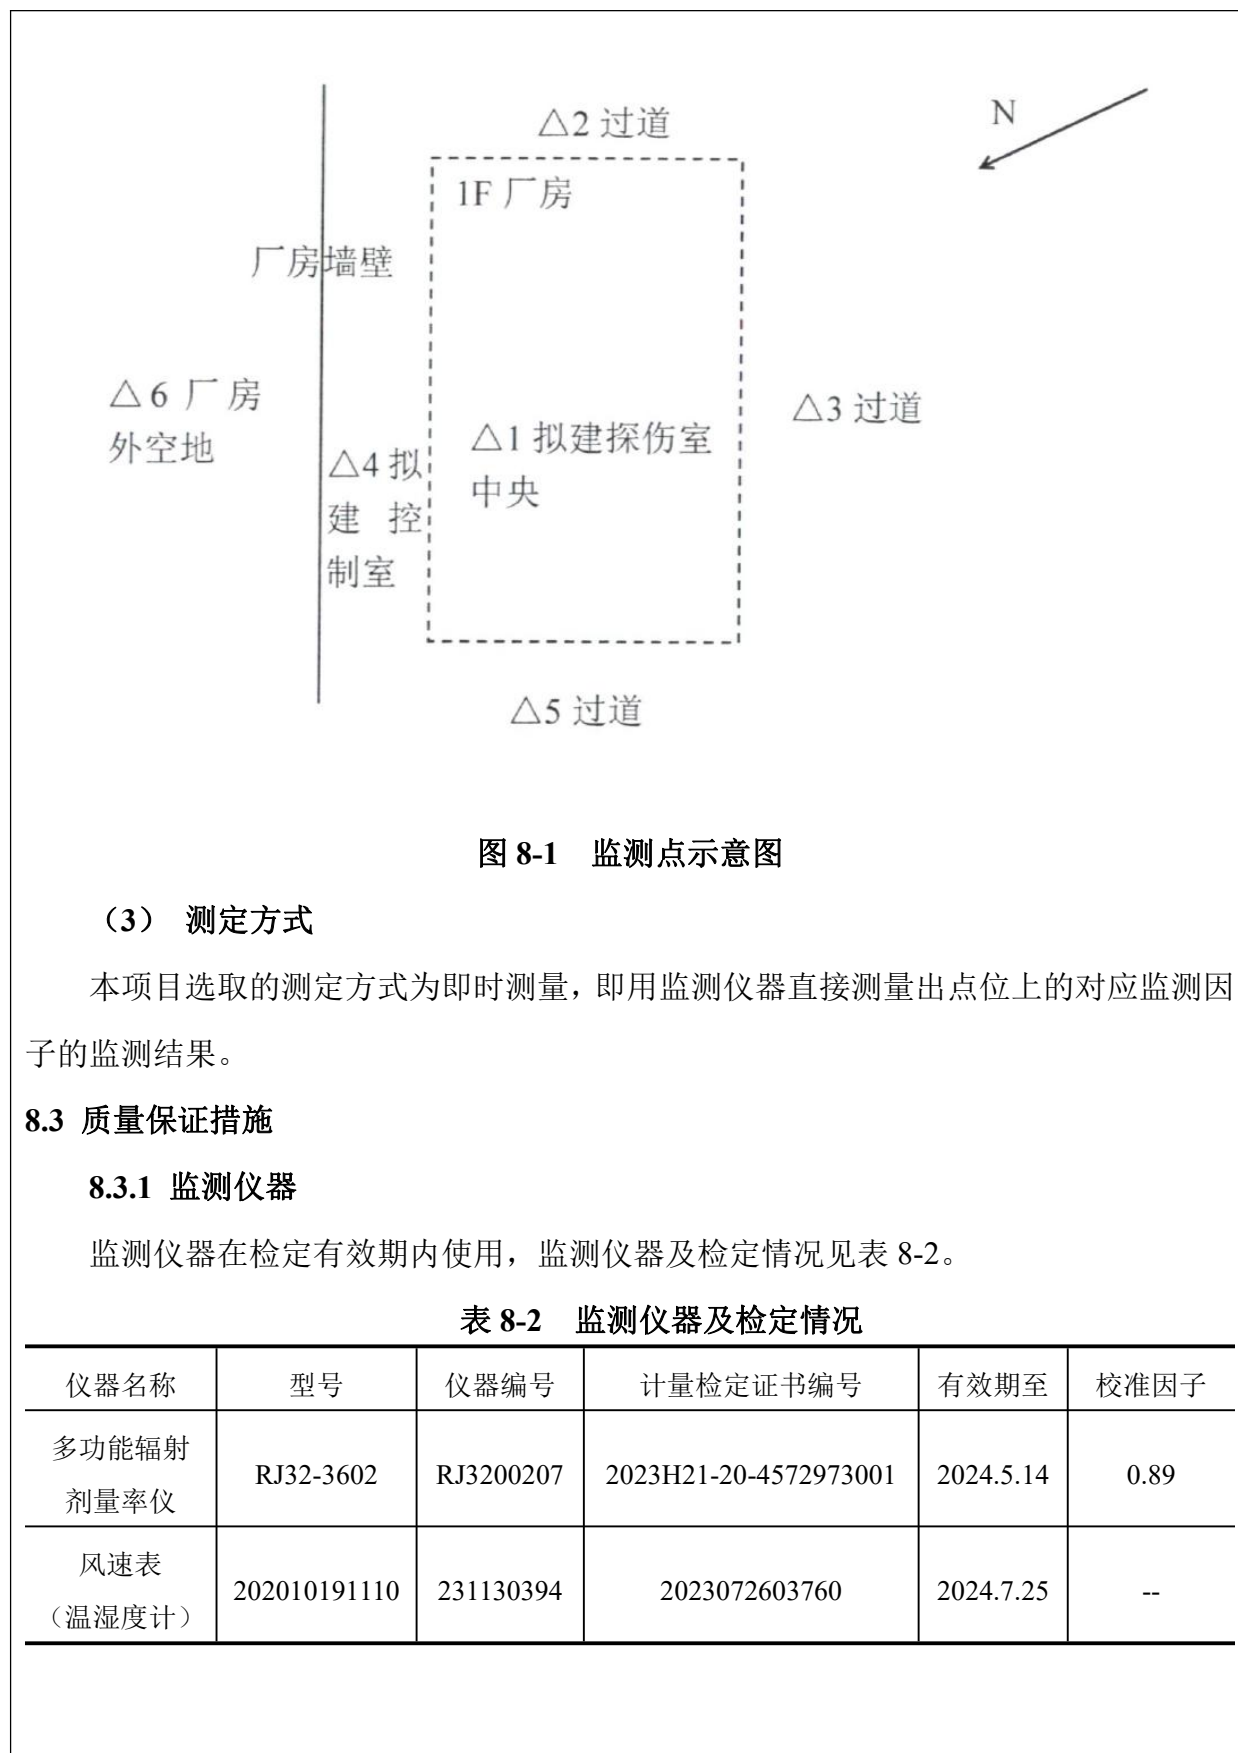 △2 过道
N
1F 厂房
厂房墙壁
△6 厂房
外空地
△3 过道
△1 拟建探伤室
中央
△4 拟
建 控
制室
△5 过道
图 8-1 监测点示意图
（3） 测定方式
本项目选取的测定方式为即时测量，即用监测仪器直接测量出点位上的对应监测因
子的监测结果。
8.3 质量保证措施
8.3.1 监测仪器
监测仪器在检定有效期内使用，监测仪器及检定情况见表 8-2。
表 8-2 监测仪器及检定情况
仪器名称 型号 仪器编号 计量检定证书编号 有效期至 校准因子
多功能辐射
剂量率仪 RJ32-3602 RJ3200207 2023H21-20-4572973001 2024.5.14 0.89
风速表
（温湿度计） 202010191110 231130394 2023072603760 2024.7.25 --